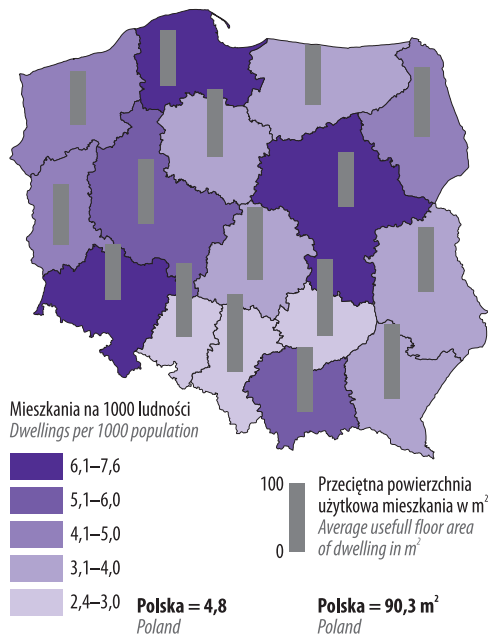 Mieszkania na 1000 ludności
Dwellings per 1000 population
6,1–7,6
5,1–6,0
4,1–5,0
3,1–4,0
2,4–3,0
100
0
Przeciętna powierzchnia
użytkowa mieszkania w m²
Average usefull floor area
of dwelling in m²
Polska = 4,8
Poland
Polska = 90,3 m²
Poland